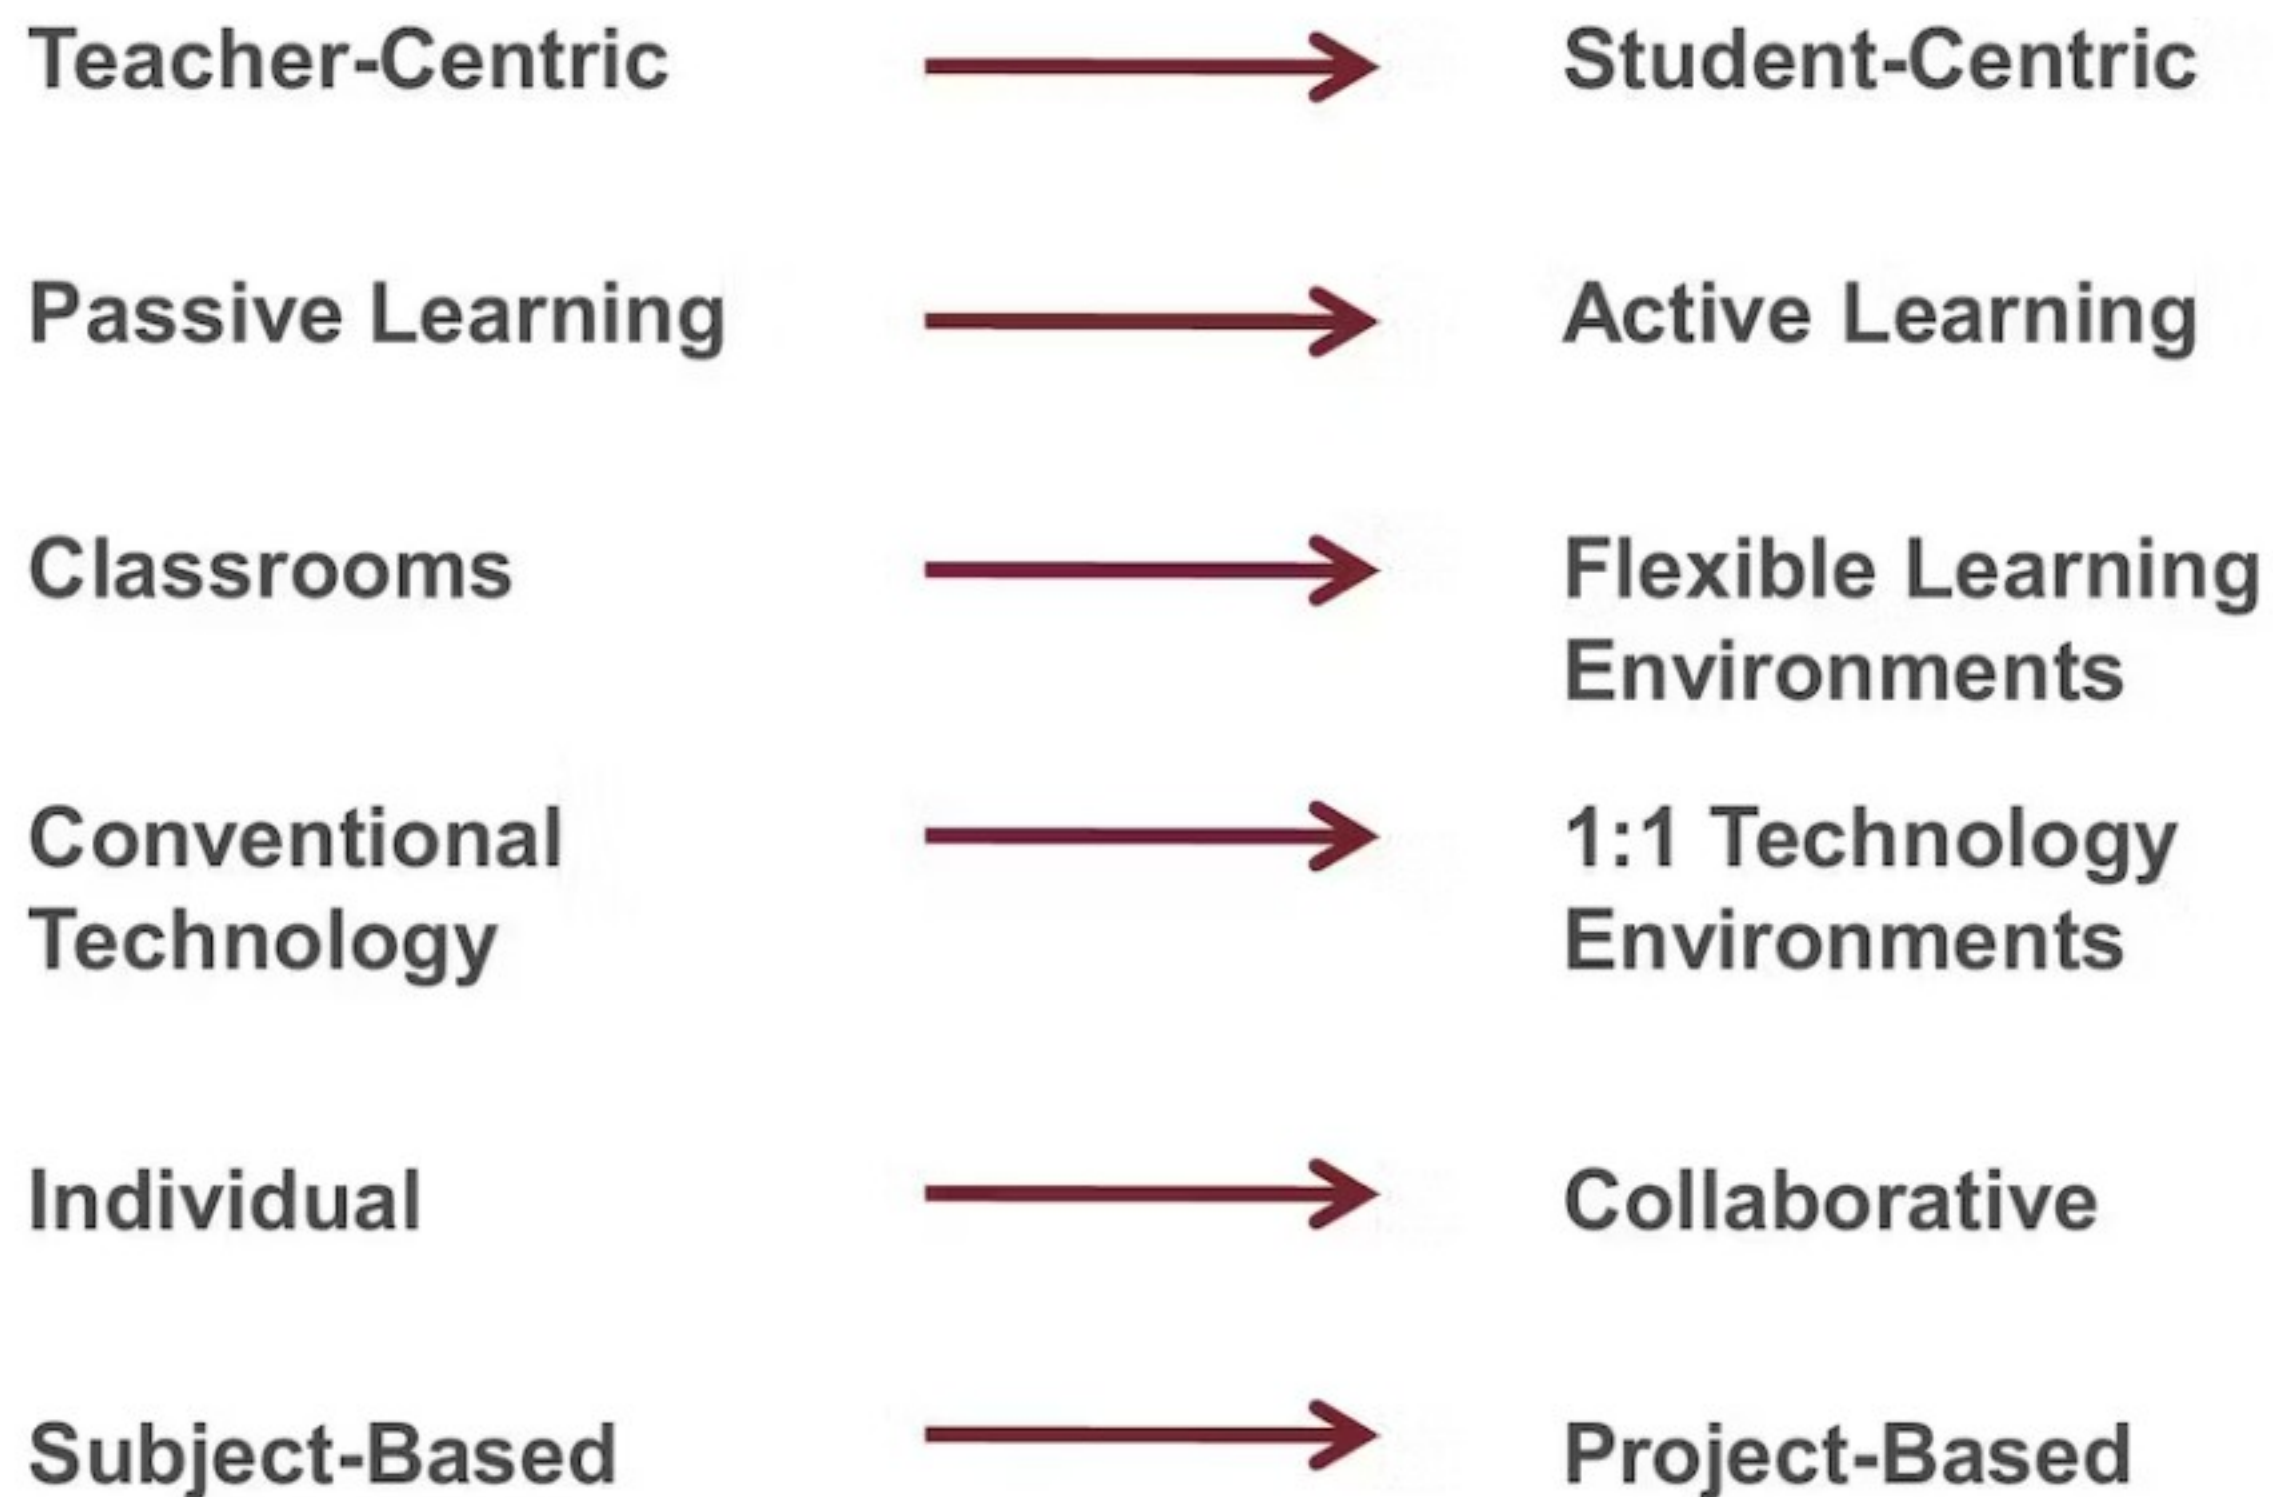 Teacher-Centric
Student-Centric
Passive Learning
Active Learning
Classrooms
Flexible Learning
Environments
Conventional
Technology
1:1 Technology
Environments
Individual
Collaborative
Subject-Based
Project-Based